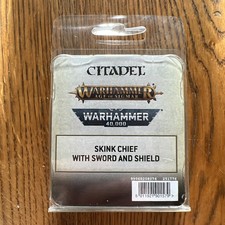 CITADEL
WARHAMMER
AGE OF SIGMAR
WARHAMMER
40,000
SKINK CHIEF
WITH SWORD AND SHIELD